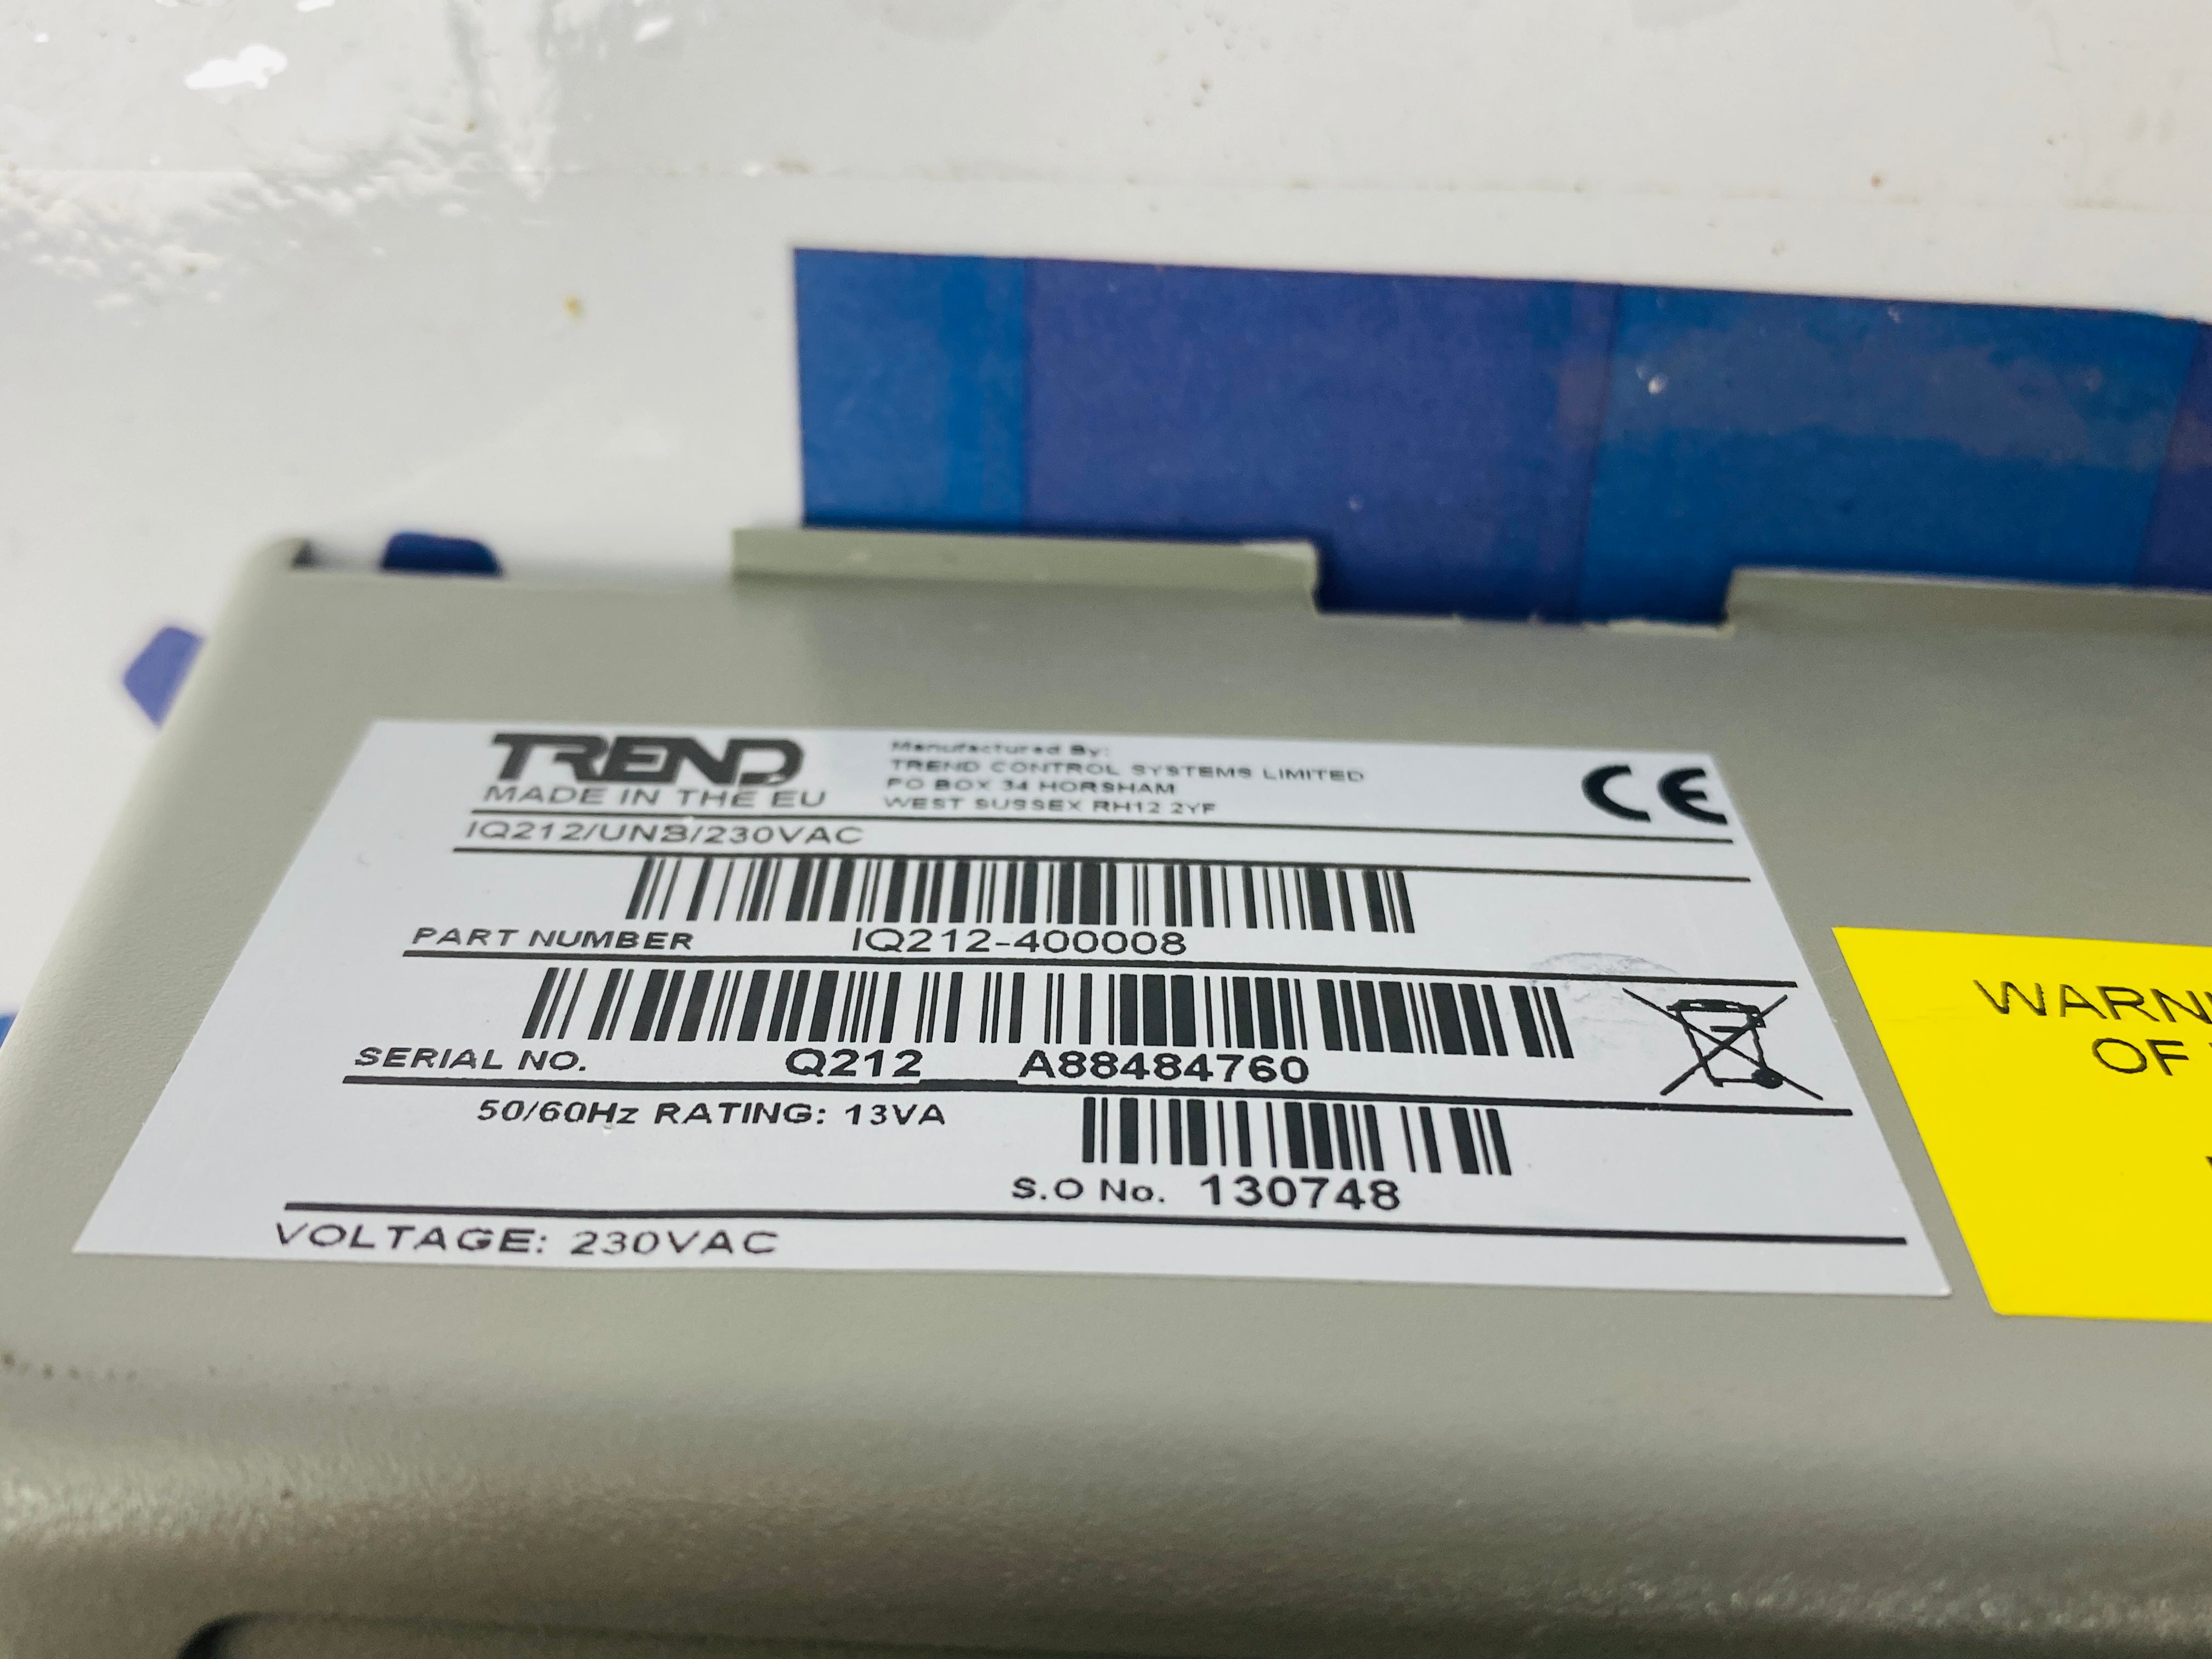 TREND
MADE IN THE EU
Manufactured By:
TREND CONTROL SYSTEMS LIMITED
PO BOX 34 HORSHAM
WEST SUSSEX RH12 2YF
CE
IQ212/UNB/230VAC
PART NUMBER IQ212-400008
SERIAL NO. Q212 A88484760
50/60Hz RATING: 13VA
S.O No. 130748
VOLTAGE: 230VAC
OF